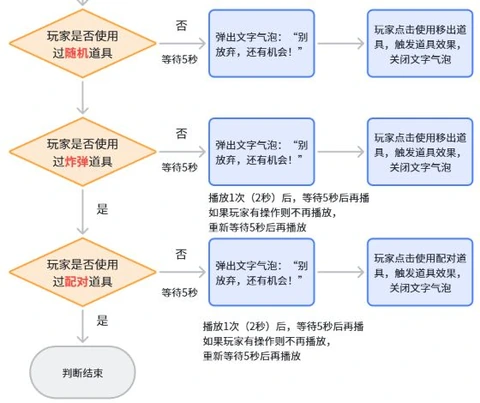 玩家是否使用
过随机道具
否
等待5秒
弹出文字气泡：“别
放弃，还有机会！”
玩家点击使用移出道
具，触发道具效果，
关闭文字气泡
玩家是否使用
过炸弹道具
否
等待5秒
弹出文字气泡：“别
放弃，还有机会！”
玩家点击使用移出道
具，触发道具效果，
关闭文字气泡
播放1次（2秒）后，等待5秒后再播
如果玩家有操作则不再播放，
重新等待5秒后再播放
是
玩家是否使用
过配对道具
否
等待5秒
弹出文字气泡：“别
放弃，还有机会！”
玩家点击使用配对道
具，触发道具效果，
关闭文字气泡
是
播放1次（2秒）后，等待5秒后再播
如果玩家有操作则不再播放，
重新等待5秒后再播放
判断结束